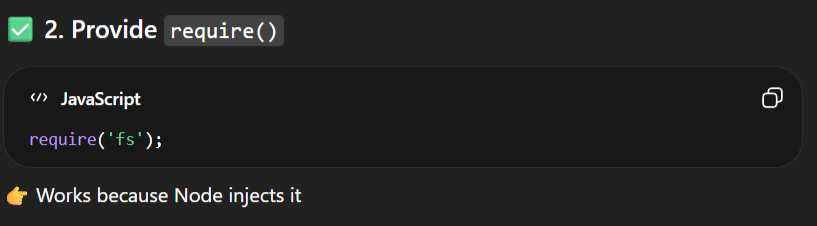 ✅ 2. Provide require()
</> JavaScript
require('fs');
👉 Works because Node injects it